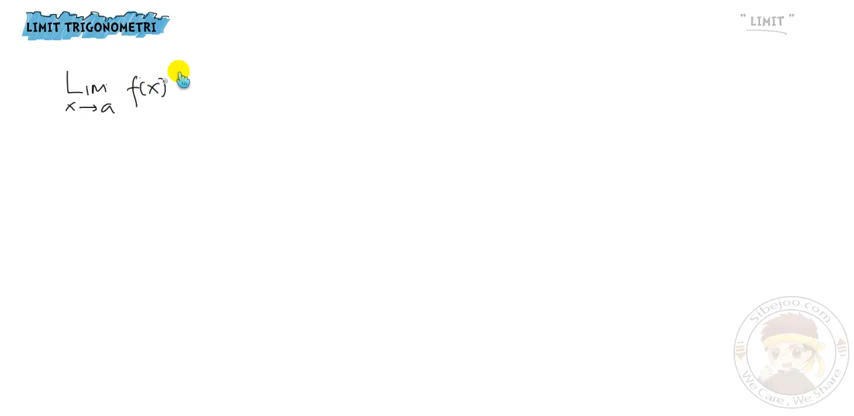 LIMIT TRIGONOMETRI
" LIMIT "
Lim f(x)
x→a
Sibejoo.com
We Care, We Share